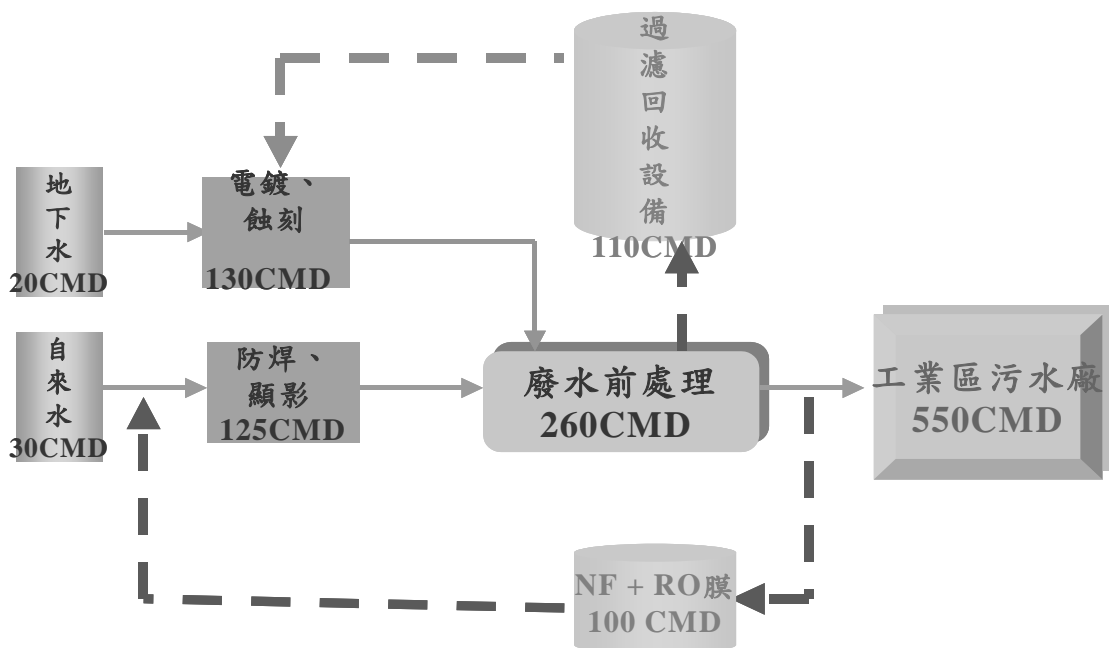 過
濾
回
收
設
備
110CMD
地
下
水
20CMD
電鍍、
蝕刻
130CMD
自
來
水
30CMD
防焊、
顯影
125CMD
廢水前處理
260CMD
工業區污水廠
550CMD
NF + RO膜
100 CMD